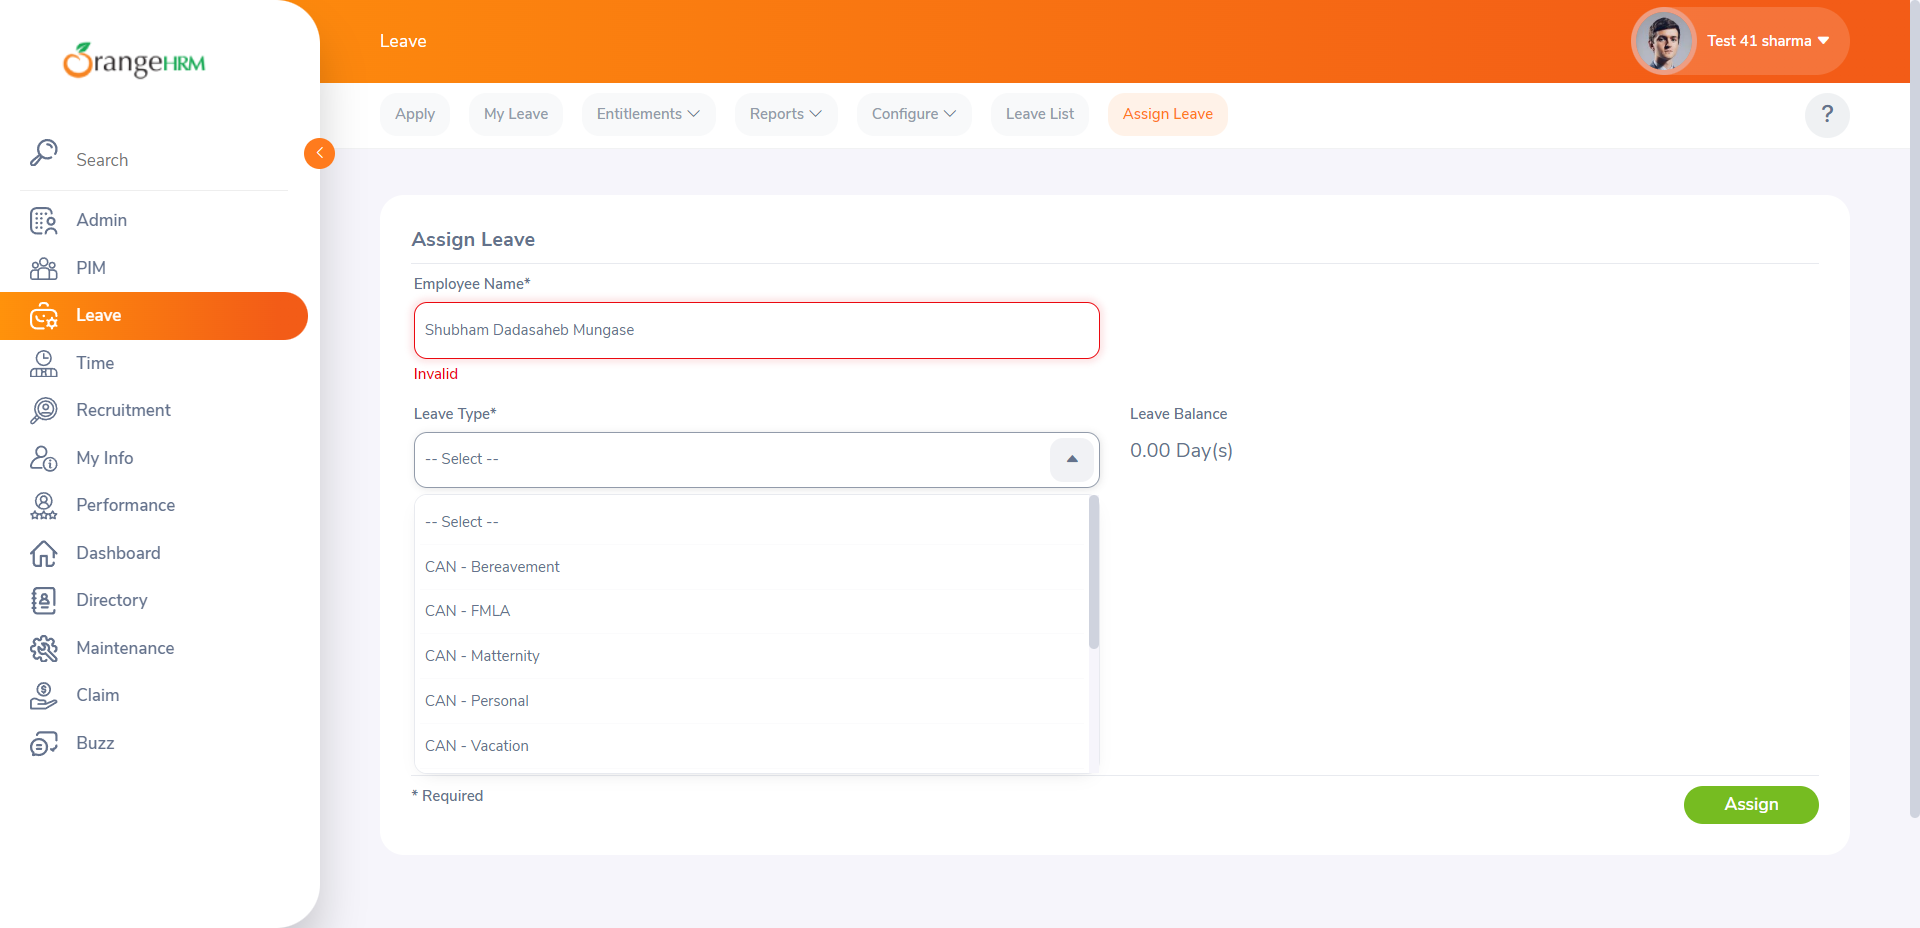 OrangeHRM
Search
Admin
PIM
Leave
Time
Recruitment
My Info
Performance
Dashboard
Directory
Maintenance
Claim
Buzz
Leave
Test 41 sharma
Apply
My Leave
Entitlements
Reports
Configure
Leave List
Assign Leave
?
Assign Leave
Employee Name*
Shubham Dadasaheb Mungase
Invalid
Leave Type*
-- Select --
Leave Balance
0.00 Day(s)
-- Select --
CAN - Bereavement
CAN - FMLA
CAN - Matternity
CAN - Personal
CAN - Vacation
* Required
Assign